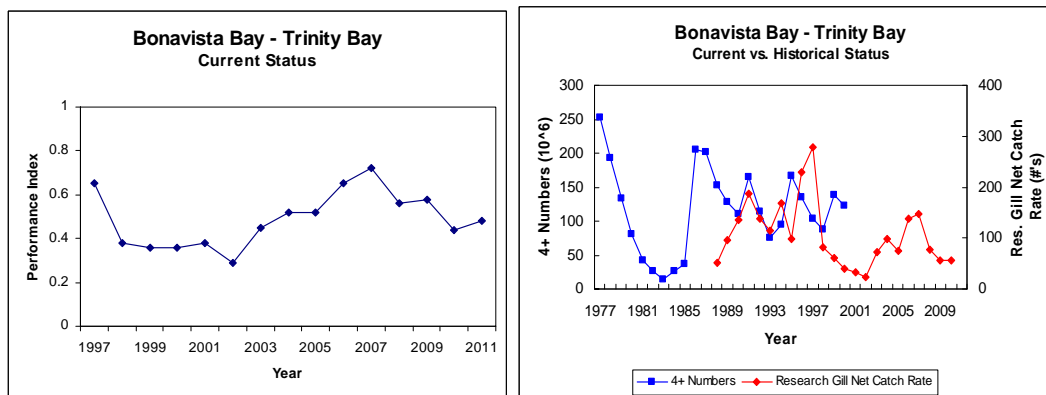 Bonavista Bay - Trinity Bay
Current Status
1
0.8
0.6
0.4
0.2
0
Performance Index
1997 1999 2001 2003 2005 2007 2009 2011
Year
Bonavista Bay - Trinity Bay
Current vs. Historical Status
300
250
200
150
100
50
0
4+ Numbers (10^6)
400
300
200
100
0
Res. Gill Net Catch
Rate (#'s)
1977 1981 1985 1989 1993 1997 2001 2005 2009
Year
4+ Numbers Research Gill Net Catch Rate